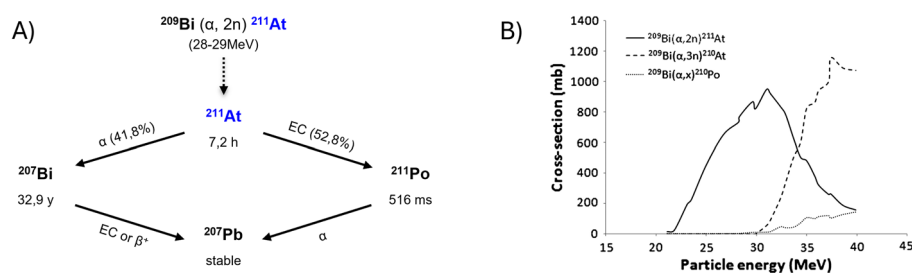 A)
²⁰⁹Bi (α, 2n) ²¹¹At
(28-29MeV)
²¹¹At
7,2 h
α (41,8%)
EC (52,8%)
²⁰⁷Bi
32,9 y
²¹¹Po
516 ms
EC or β⁺
α
²⁰⁷Pb
stable
B)
Cross-section (mb)
1400
1200
1000
800
600
400
200
0
²⁰⁹Bi(α,2n)²¹¹At
²⁰⁹Bi(α,3n)²¹⁰At
²⁰⁹Bi(α,x)²¹⁰Po
15 20 25 30 35 40 45
Particle energy (MeV)